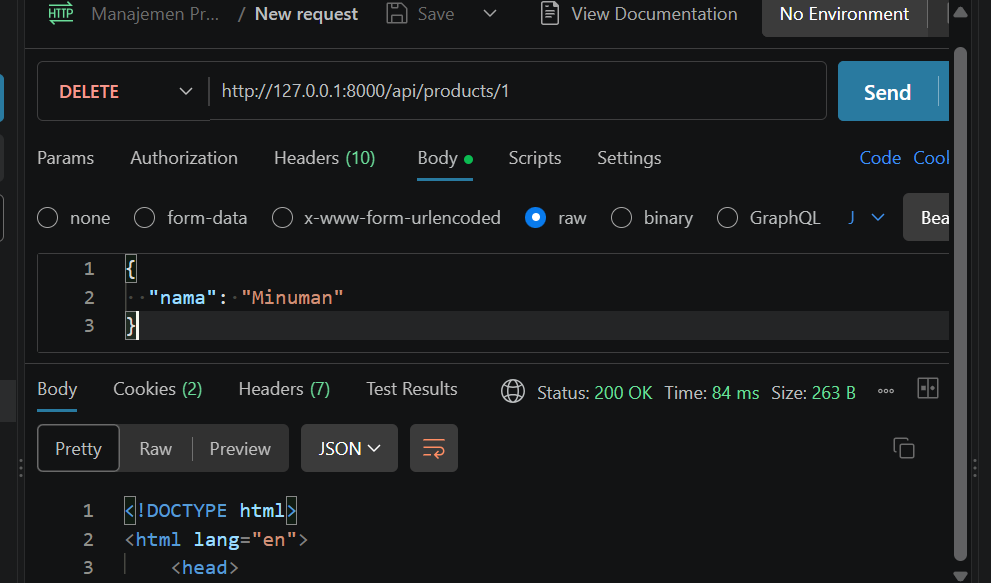 HTTP Manajemen Pr... / New request Save View Documentation No Environment
DELETE http://127.0.0.1:8000/api/products/1 Send
Params Authorization Headers (10) Body Scripts Settings Code Cool
none form-data x-www-form-urlencoded raw binary GraphQL J Bea
1 {
2 "nama": "Minuman"
3 }
Body Cookies (2) Headers (7) Test Results Status: 200 OK Time: 84 ms Size: 263 B
Pretty Raw Preview JSON
1 <!DOCTYPE html>
2 <html lang="en">
3 <head>